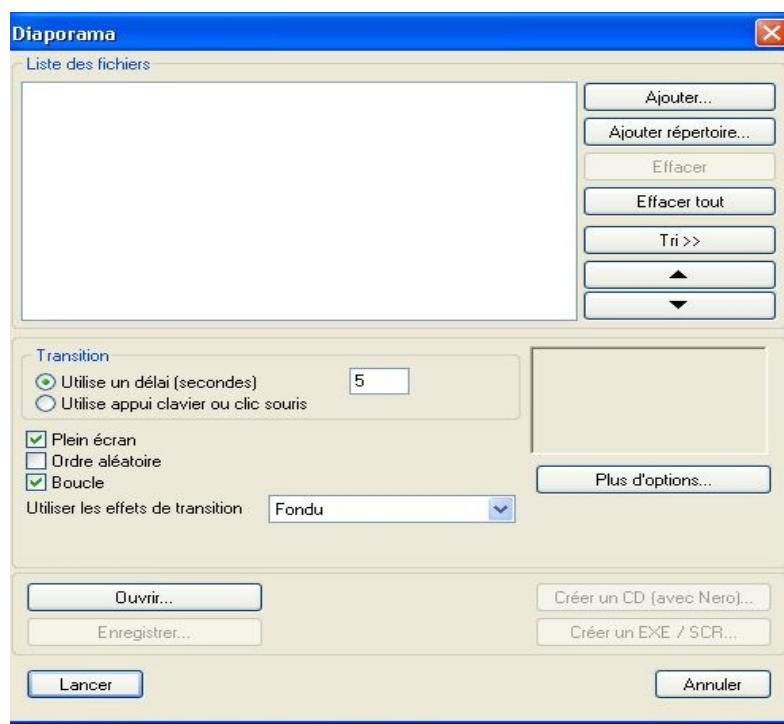 Diaporama
Liste des fichiers
Ajouter...
Ajouter répertoire...
Effacer
Effacer tout
Tri >>
Transition
Utilise un délai (secondes) 5
Utilise appui clavier ou clic souris
Plein écran
Ordre aléatoire
Boucle
Plus d'options...
Utiliser les effets de transition Fondu
Ouvrir... Créer un CD (avec Nero)...
Enregistrer... Créer un EXE / SCR...
Lancer Annuler